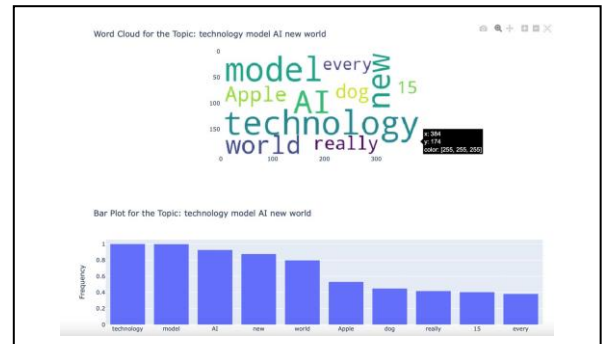 Word Cloud for the Topic: technology model AI new world
0
50
100
150
model every new
Apple AI dog 15
technology
world really
0 100 200 300
x: 384
y: 174
color: [255, 255, 255]
Bar Plot for the Topic: technology model AI new world
Frequency
1
0.8
0.6
0.4
0.2
0
technology model AI new world Apple dog really 15 every